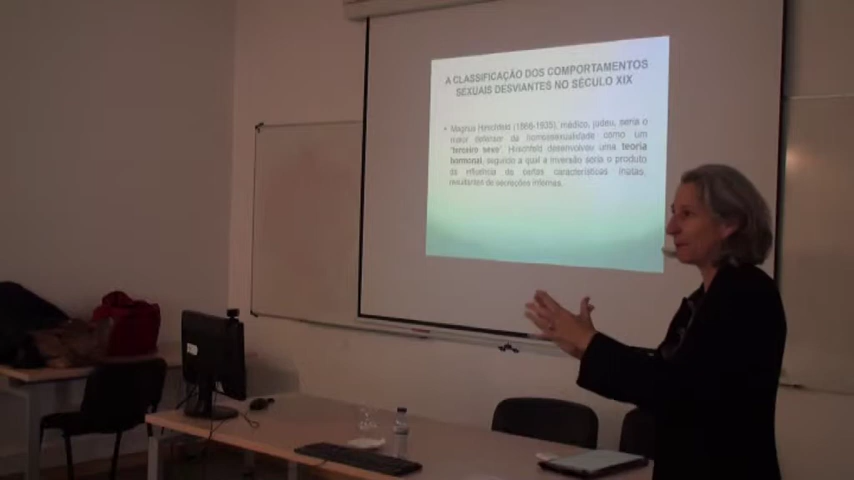 A CLASSIFICAÇÃO DOS COMPORTAMENTOS
SEXUAIS DESVIANTES NO SÉCULO XIX
• Magnus Hirschfeld (1868-1935), médico, judeu, seria o
maior defensor da homossexualidade como um
"terceiro sexo". Hirschfeld desenvolveu uma teoria
hormonal, segundo a qual a inversão seria o produto
da influência de certas características inatas,
resultantes de secreções internas.